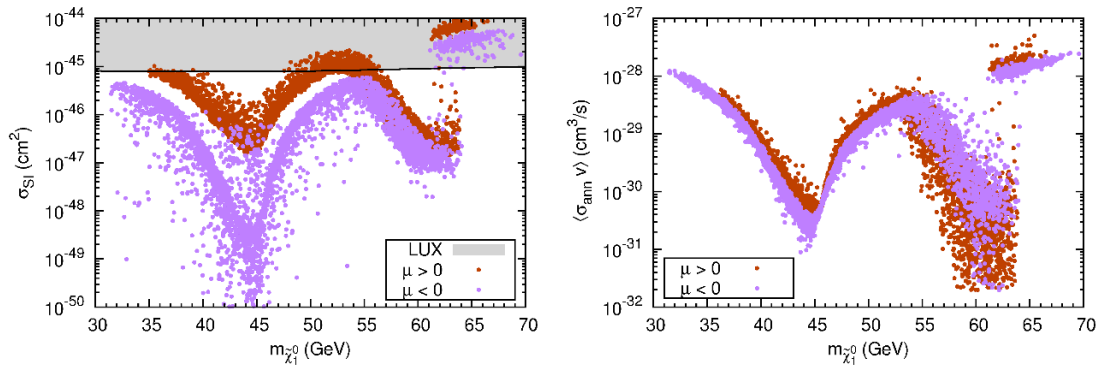 10⁻⁴⁴
10⁻⁴⁵
10⁻⁴⁶
10⁻⁴⁷
10⁻⁴⁸
10⁻⁴⁹
10⁻⁵⁰
σSI (cm²)
LUX
μ > 0
μ < 0
30 35 40 45 50 55 60 65 70
mχ̃₁⁰ (GeV)
10⁻²⁷
10⁻²⁸
10⁻²⁹
10⁻³⁰
10⁻³¹
10⁻³²
⟨σann v⟩ (cm³/s)
μ > 0
μ < 0
30 35 40 45 50 55 60 65 70
mχ̃₁⁰ (GeV)